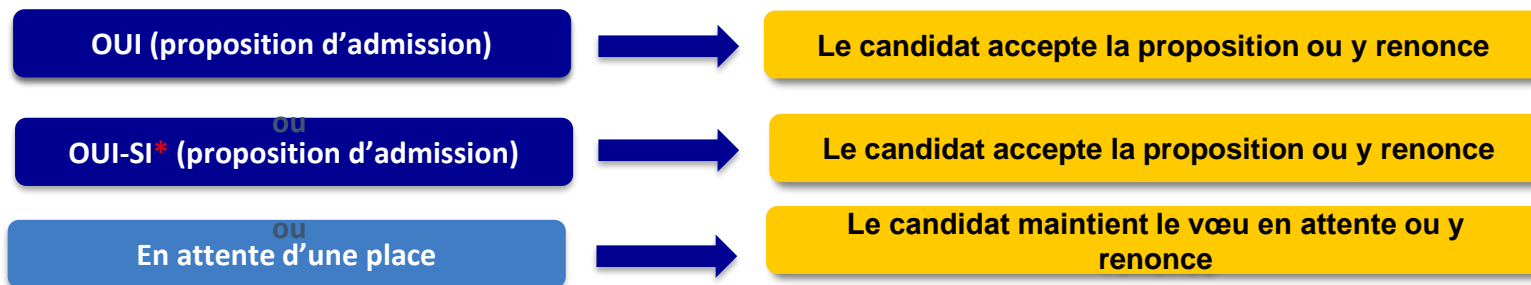 OUI (proposition d’admission)
Le candidat accepte la proposition ou y renonce
ou
OUI-SI* (proposition d’admission)
Le candidat accepte la proposition ou y renonce
ou
En attente d’une place
Le candidat maintient le vœu en attente ou y
renonce